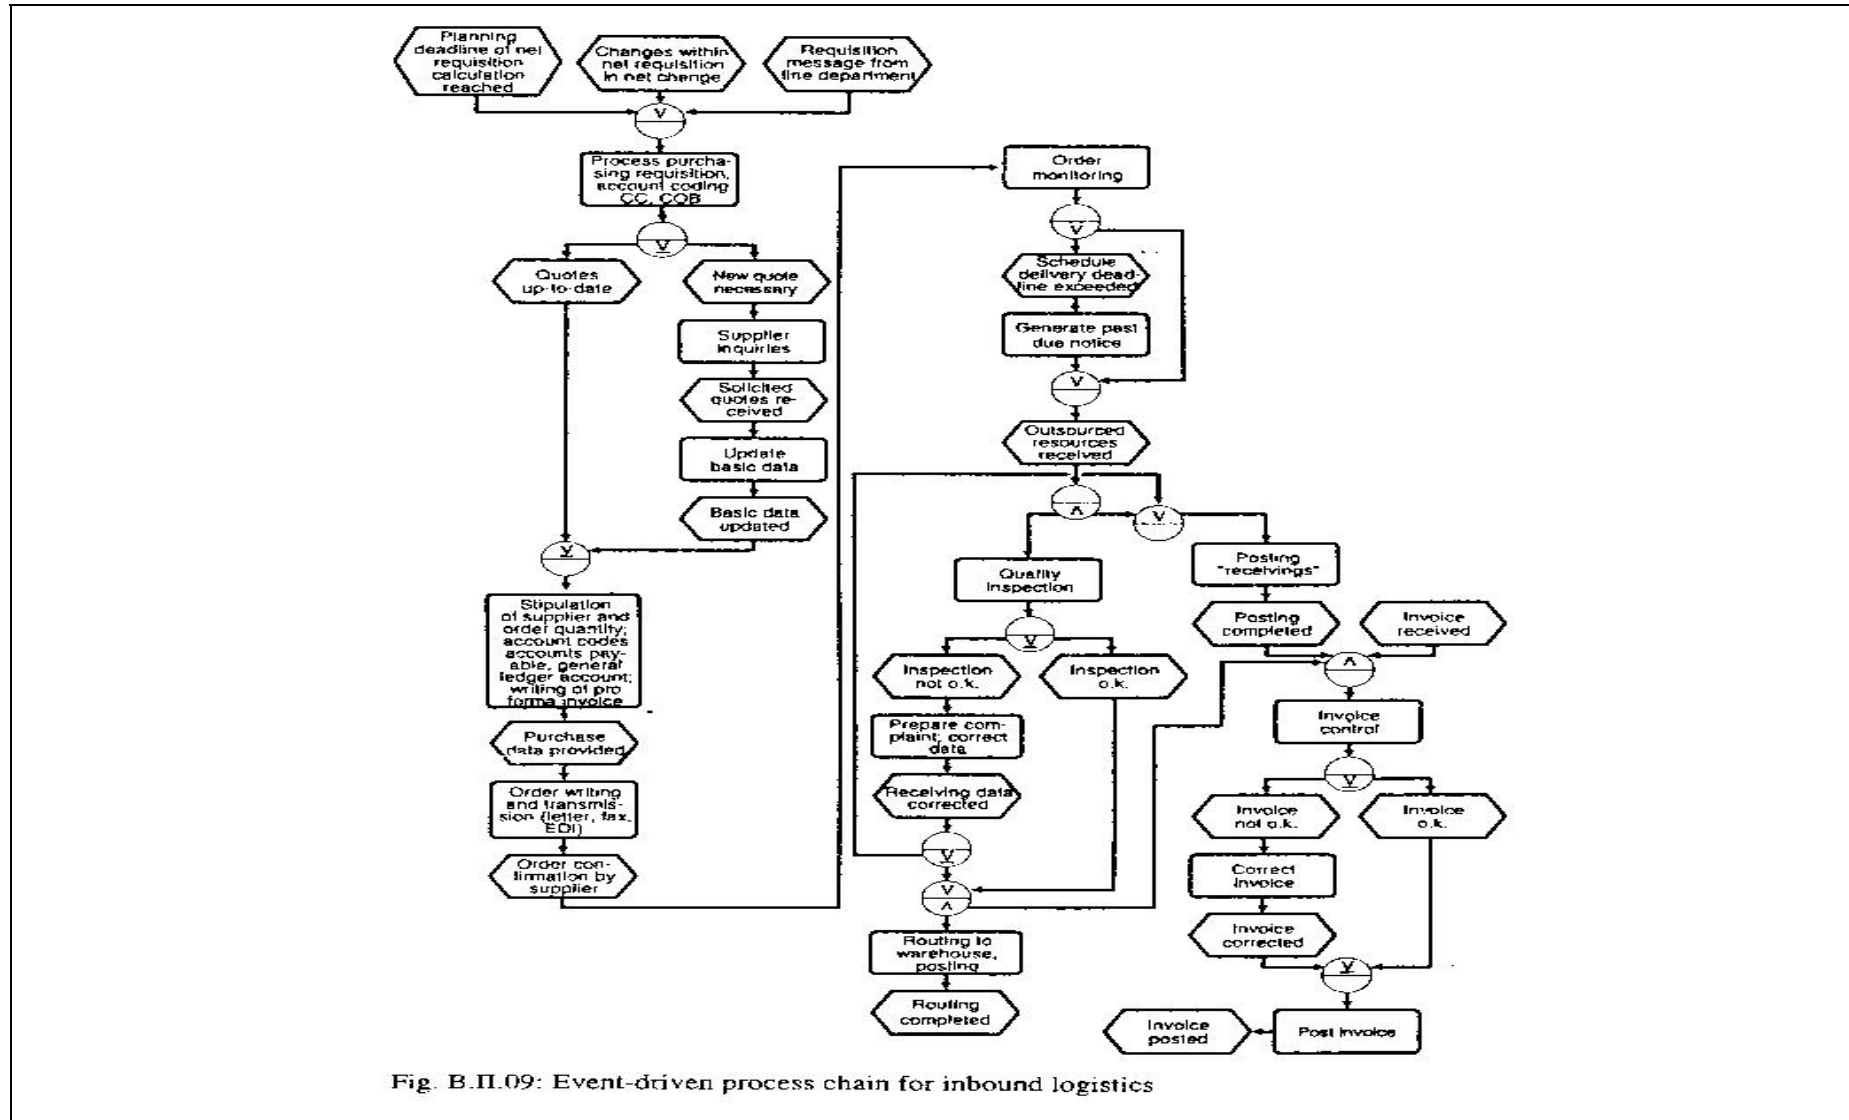 Planning
deadline of net
requisition
calculation
reached
Changes within
net requisition
in net change
Requisition
message from
line department
V
Process purcha-
sing requisition,
account coding
CC, COB
V
Quotes
up-to-date
New quote
necessary
Supplier
inquiries
Solicited
quotes re-
ceived
Update
basic data
Basic data
updated
V
Stipulation
of supplier and
order quantity;
account codes
accounts pay-
able, general
ledger account;
writing of pro
forma invoice
Purchase
data provided
Order writing
and transmis-
sion (letter, fax,
EDI)
Order con-
firmation by
supplier
Order
monitoring
V
Schedule
delivery dead-
line exceeded
Generate past
due notice
V
Outsourced
resources
received
Λ
V
Quality
inspection
V
Inspection
not o.k.
Inspection
o.k.
Prepare com-
plaint; correct
data
Receiving data
corrected
V
V
Λ
Routing to
warehouse,
posting
Routing
completed
Posting
"receivings"
Posting
completed
Invoice
received
Λ
Invoice
control
V
Invoice
not o.k.
Invoice
o.k.
Correct
invoice
Invoice
corrected
V
Post invoice
Invoice
posted
Fig. B.II.09: Event-driven process chain for inbound logistics